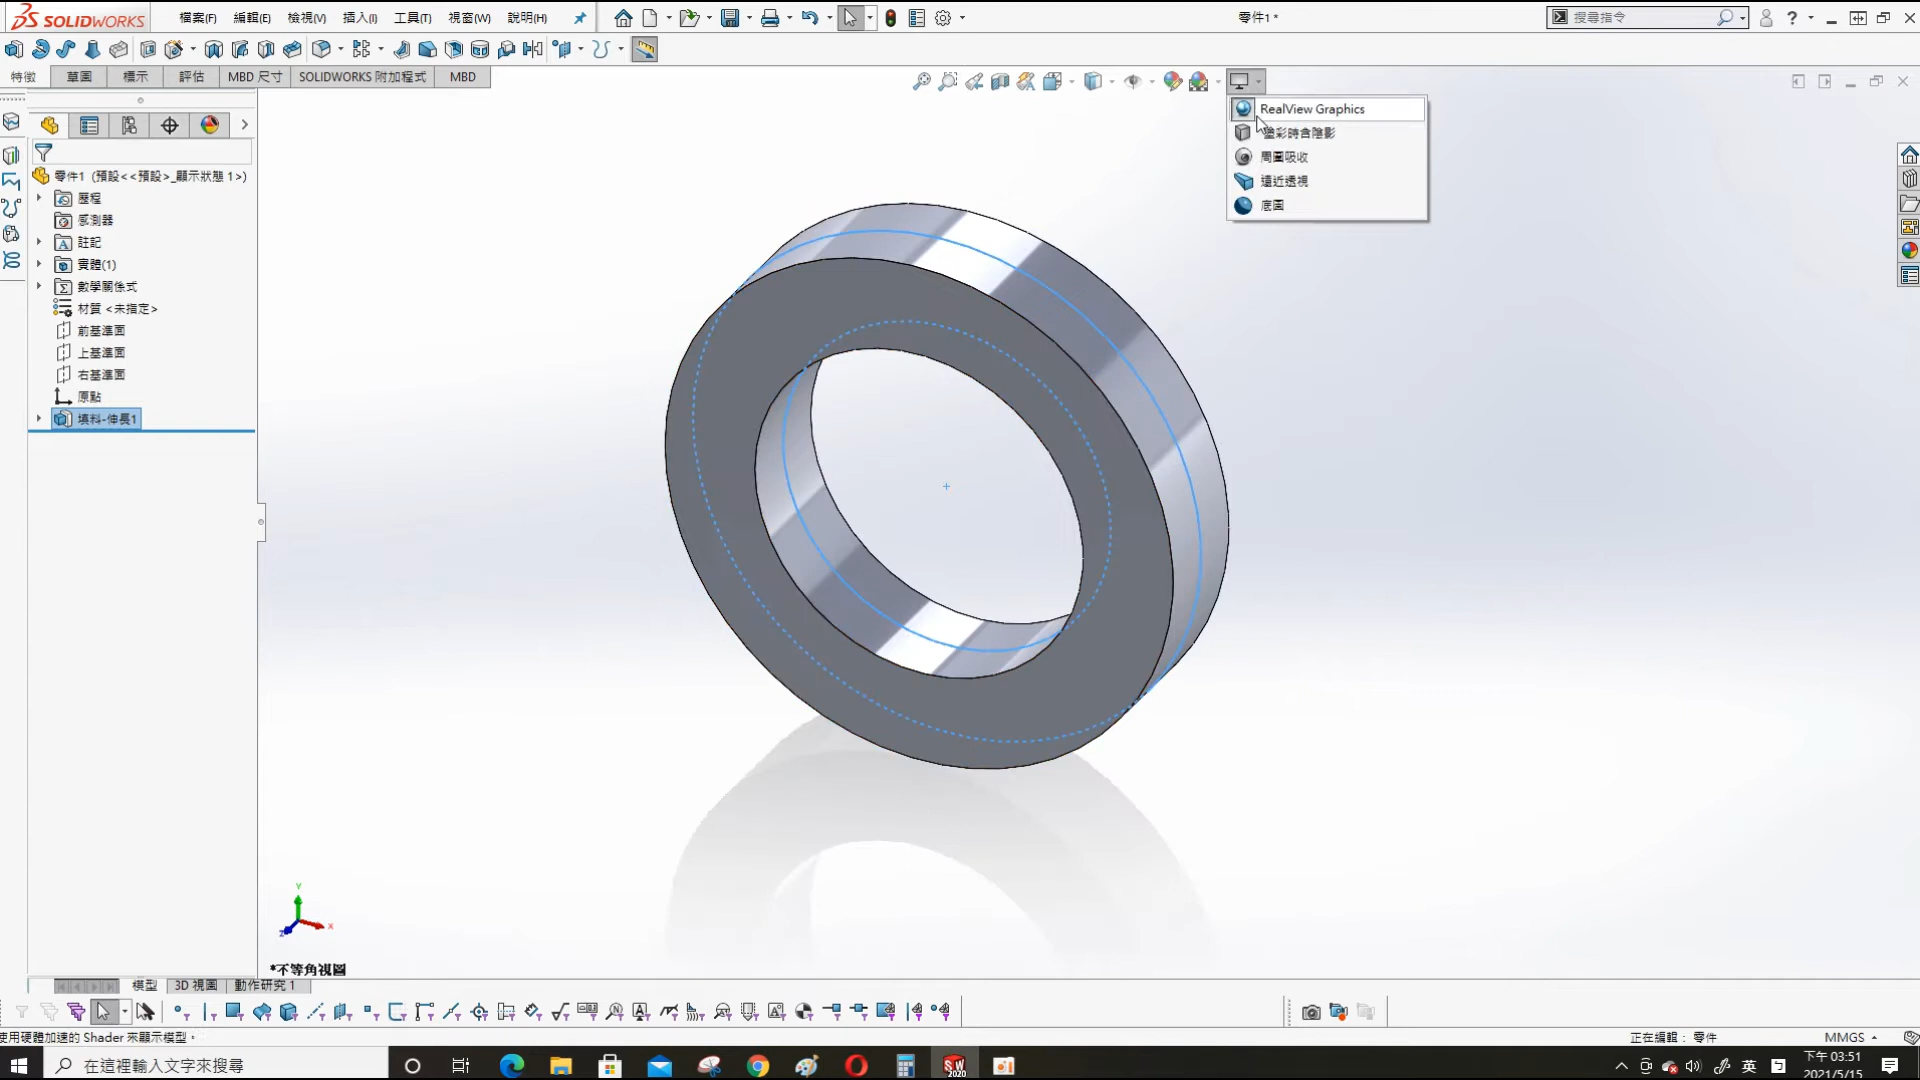 SOLIDWORKS 檔案(F) 編輯(E) 檢視(V) 插入(I) 工具(T) 視窗(W) 說明(H) 零件1 * 搜尋指令
特徵 草圖 標示 評估 MBD 尺寸 SOLIDWORKS 附加程式 MBD
RealView Graphics
塗彩時含陰影
周圍吸收
遠近透視
底圖
零件1 (預設<<預設>_顯示狀態 1>)
歷程
感測器
註記
實體(1)
數學關係式
材質 <未指定>
前基準面
上基準面
右基準面
原點
填料-伸長1
Y
X
Z
*不等角視圖
模型 3D 視圖 動作研究 1
使用硬體加速的 Shader 來顯示模型。 正在編輯: 零件 MMGS
在這裡輸入文字來搜尋 SW 2020 英 下午 03:51
2021/5/15